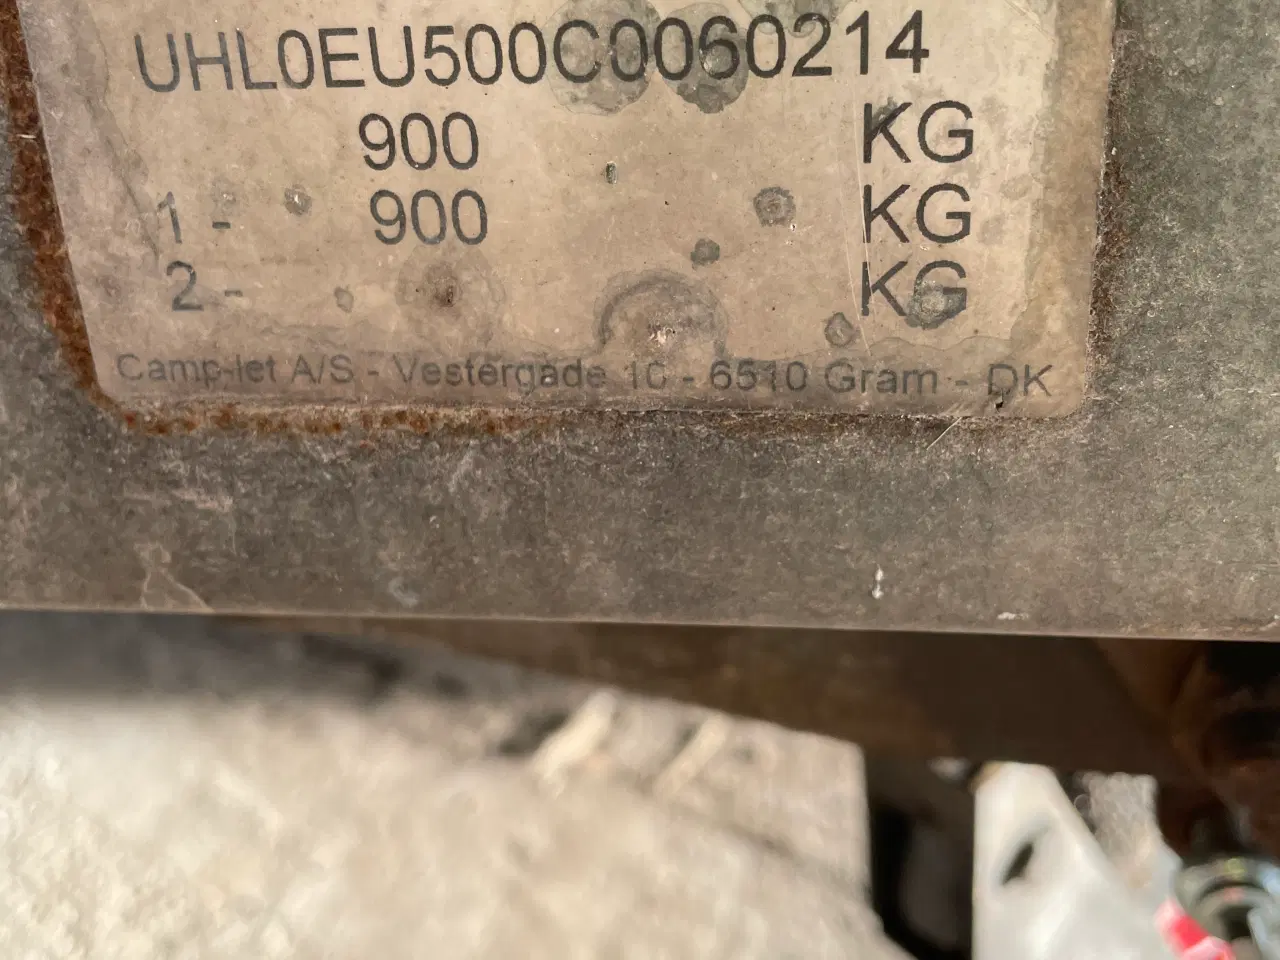 UHL0EU500C0060214
900 KG
1 - 900 KG
2 - KG
Camp-let A/S - Vestergade 10 - 6510 Gram - DK